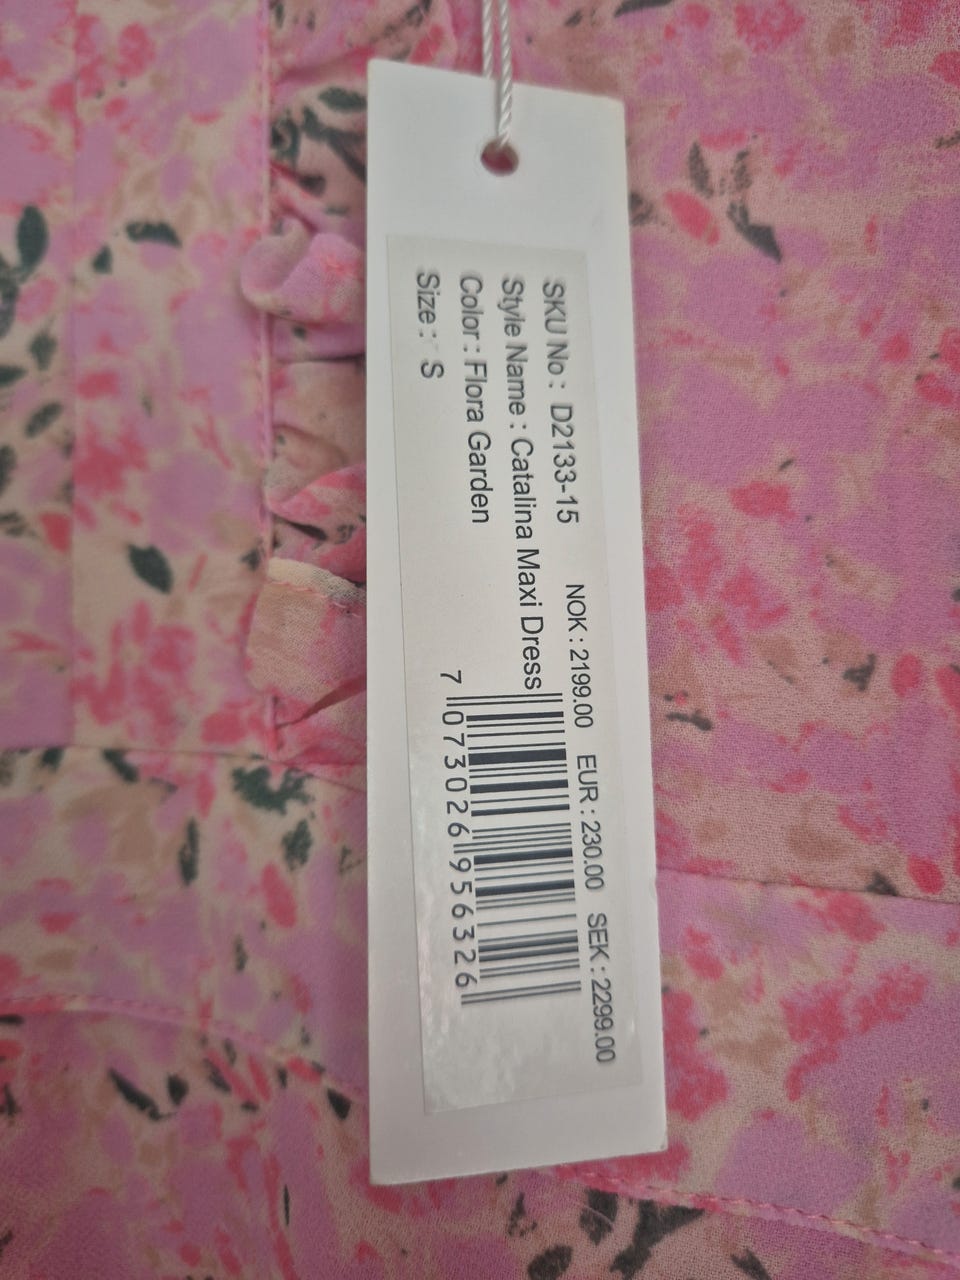 SKU No : D2133-15
NOK : 2199.00 EUR : 230.00 SEK : 2299.00
Style Name : Catalina Maxi Dress
Color : Flora Garden
Size : S
7 073026 956326